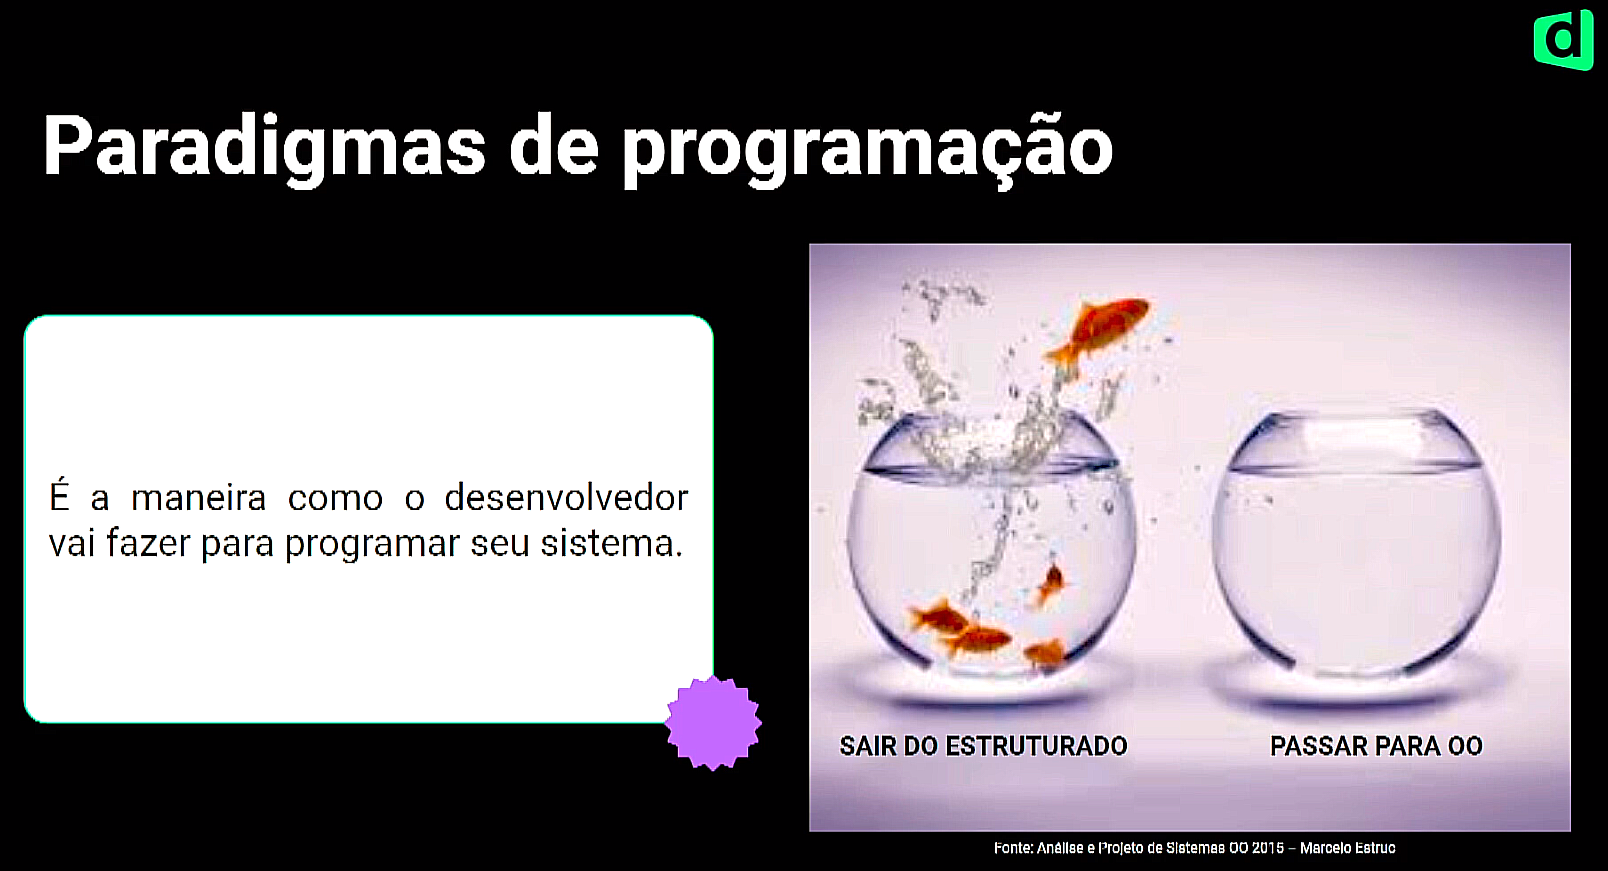 d
Paradigmas de programação
É a maneira como o desenvolvedor
vai fazer para programar seu sistema.
SAIR DO ESTRUTURADO
PASSAR PARA OO
Fonte: Análise e Projeto de Sistemas OO 2015 – Marcelo Estruc